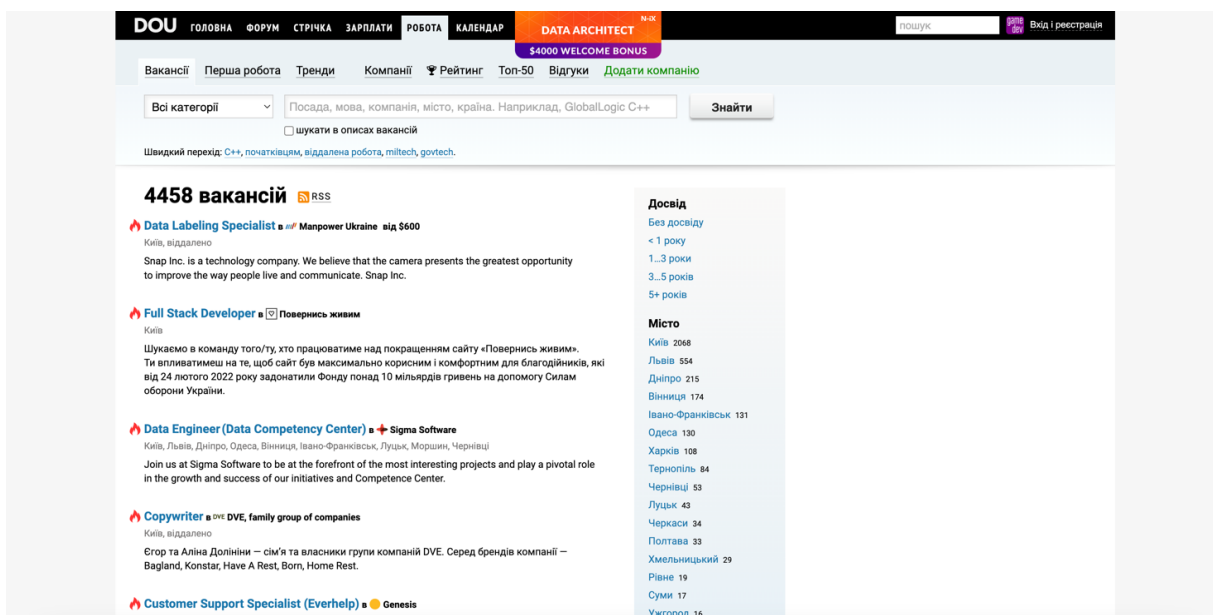 DOU ГОЛОВНА ФОРУМ СТРІЧКА ЗАРПЛАТИ РОБОТА КАЛЕНДАР
N-iX
DATA ARCHITECT
$4000 WELCOME BONUS
пошук
game dev
Вхід і реєстрація
Вакансії Перша робота Тренди Компанії Рейтинг Топ-50 Відгуки Додати компанію
Всі категорії
Посада, мова, компанія, місто, країна. Наприклад, GlobalLogic C++
Знайти
шукати в описах вакансій
Швидкий перехід: C++, початківцям, віддалена робота, miltech, govtech.
4458 вакансій RSS
Data Labeling Specialist в Manpower Ukraine від $600
Київ, віддалено
Snap Inc. is a technology company. We believe that the camera presents the greatest opportunity
to improve the way people live and communicate. Snap Inc.
Full Stack Developer в Повернись живим
Київ
Шукаємо в команду того/ту, хто працюватиме над покращенням сайту «Повернись живим».
Ти впливатимеш на те, щоб сайт був максимально корисним і комфортним для благодійників, які
від 24 лютого 2022 року задонатили Фонду понад 10 мільярдів гривень на допомогу Силам
оборони України.
Data Engineer (Data Competency Center) в Sigma Software
Київ, Львів, Дніпро, Одеса, Вінниця, Івано-Франківськ, Луцьк, Моршин, Чернівці
Join us at Sigma Software to be at the forefront of the most interesting projects and play a pivotal role
in the growth and success of our initiatives and Competence Center.
Copywriter в DVE DVE, family group of companies
Київ, віддалено
Єгор та Аліна Долініни — сім'я та власники групи компаній DVE. Серед брендів компанії —
Bagland, Konstar, Have A Rest, Born, Home Rest.
Customer Support Specialist (Everhelp) в Genesis
Досвід
Без досвіду
< 1 року
1…3 роки
3…5 років
5+ років
Місто
Київ 2068
Львів 554
Дніпро 215
Вінниця 174
Івано-Франківськ 131
Одеса 130
Харків 108
Тернопіль 84
Чернівці 53
Луцьк 43
Черкаси 34
Полтава 33
Хмельницький 29
Рівне 19
Суми 17
Ужгород 16